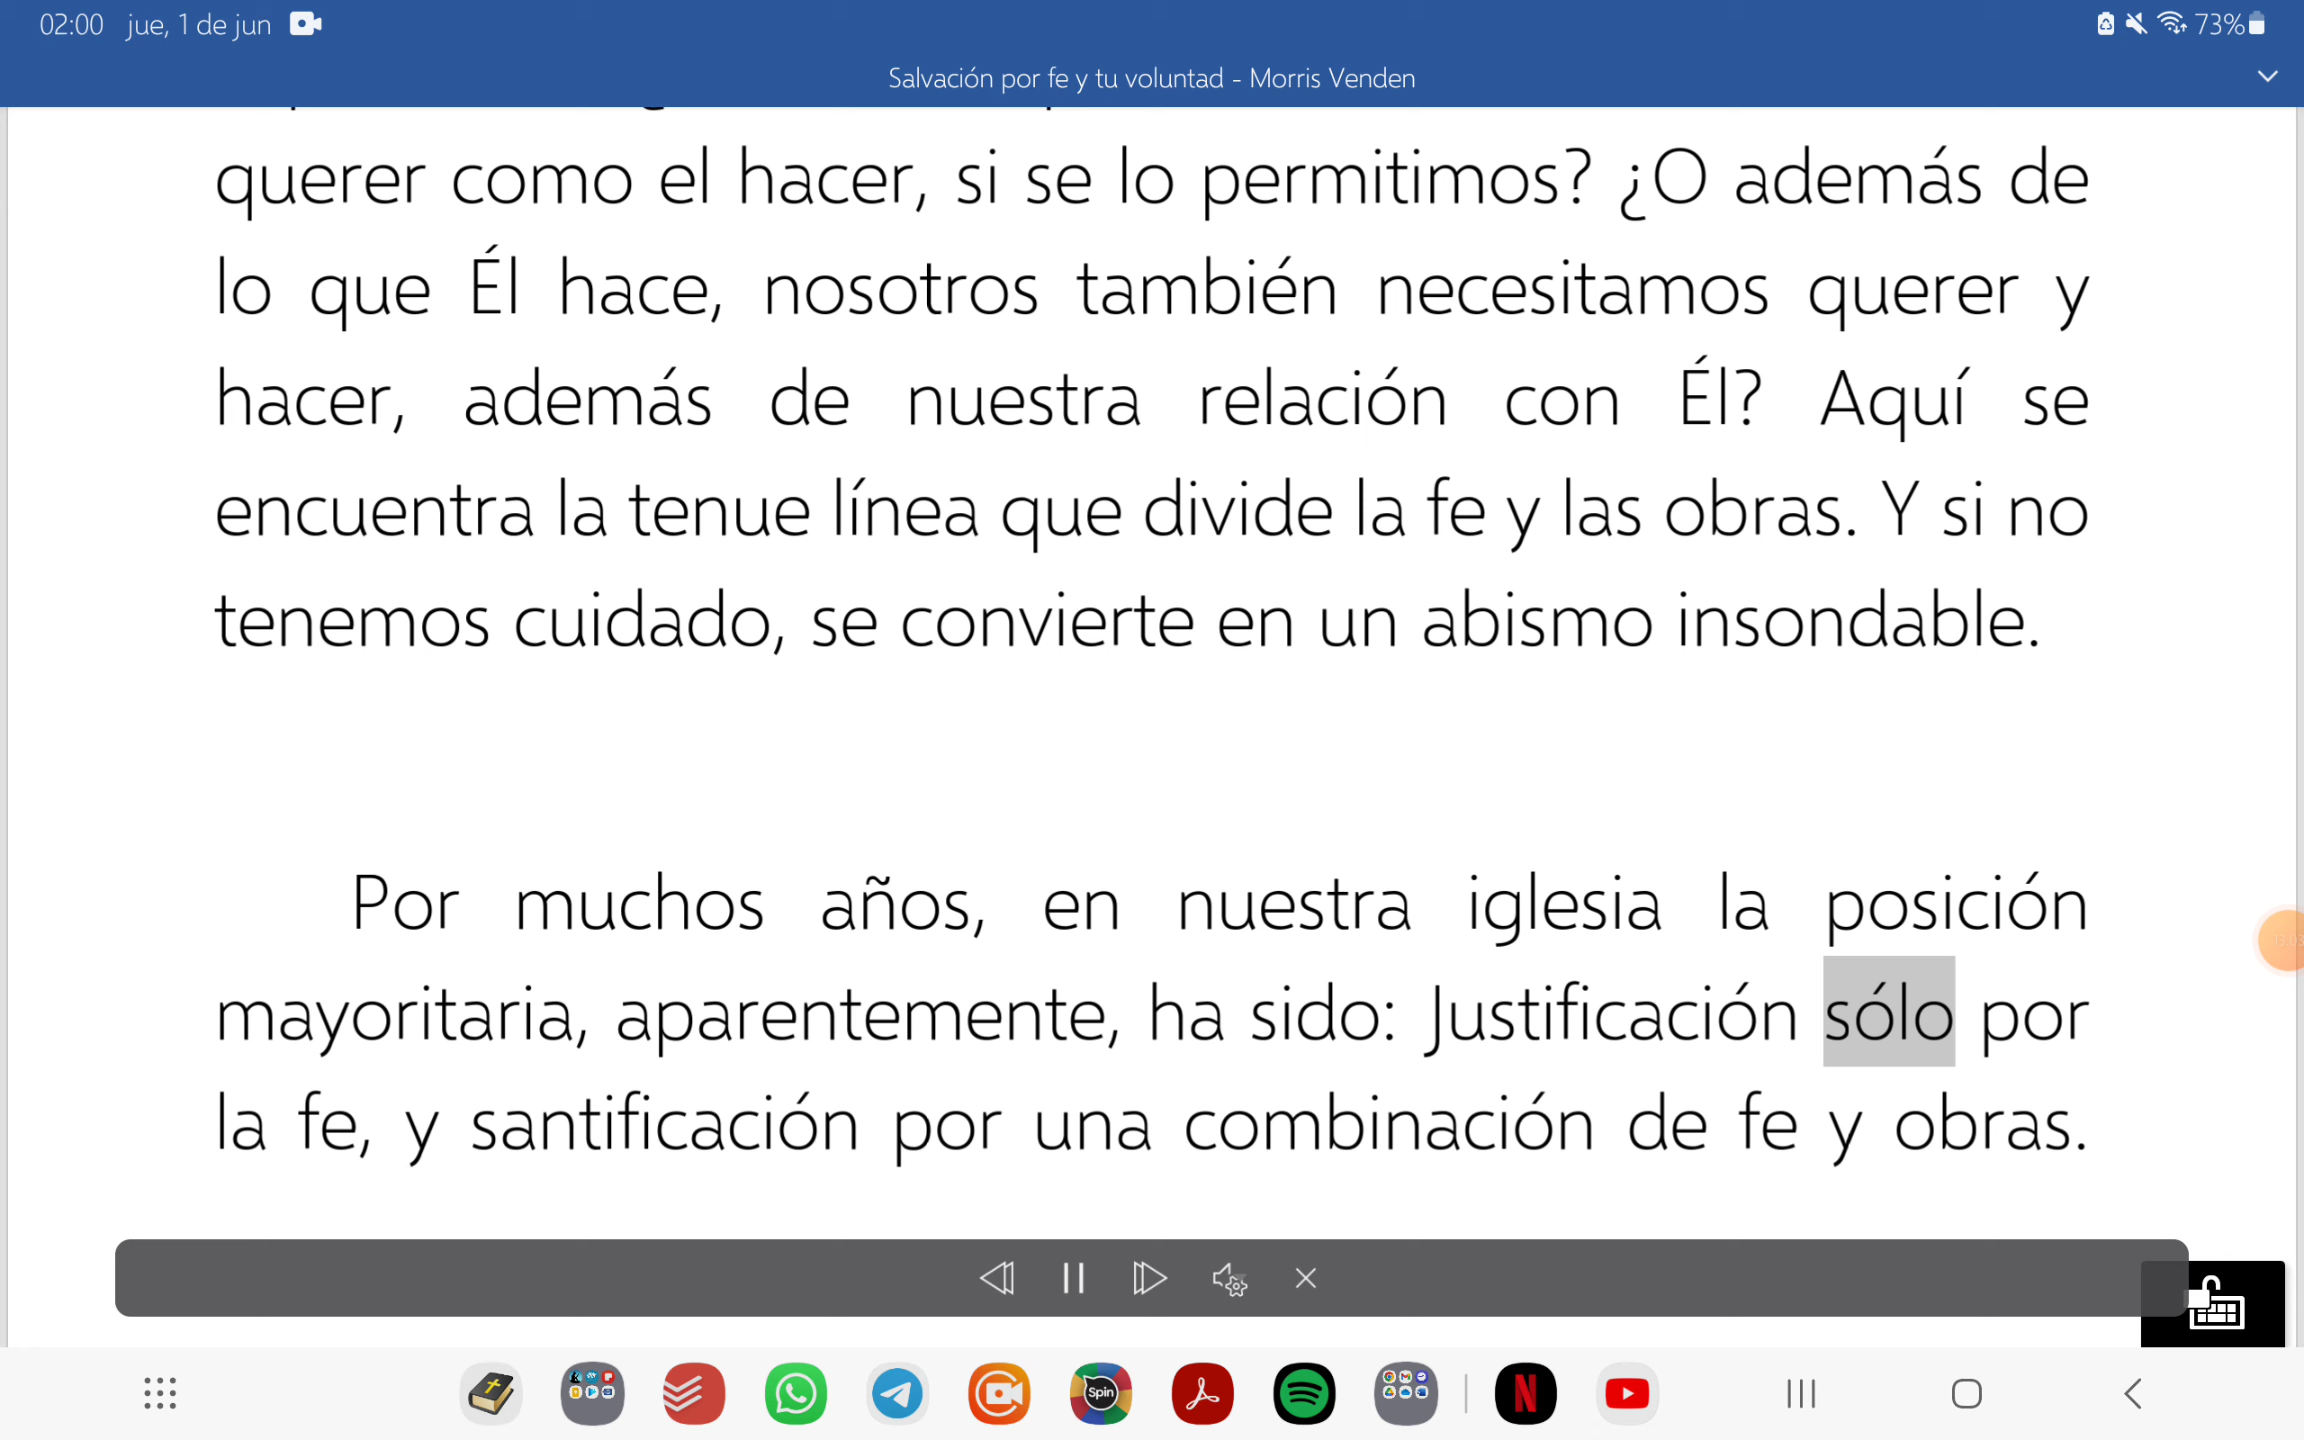 02:00 jue, 1 de jun
73%
Salvación por fe y tu voluntad - Morris Venden
querer como el hacer, si se lo permitimos? ¿O además de
lo que Él hace, nosotros también necesitamos querer y
hacer, además de nuestra relación con Él? Aquí se
encuentra la tenue línea que divide la fe y las obras. Y si no
tenemos cuidado, se convierte en un abismo insondable.
Por muchos años, en nuestra iglesia la posición
mayoritaria, aparentemente, ha sido: Justificación sólo por
la fe, y santificación por una combinación de fe y obras.
Spin